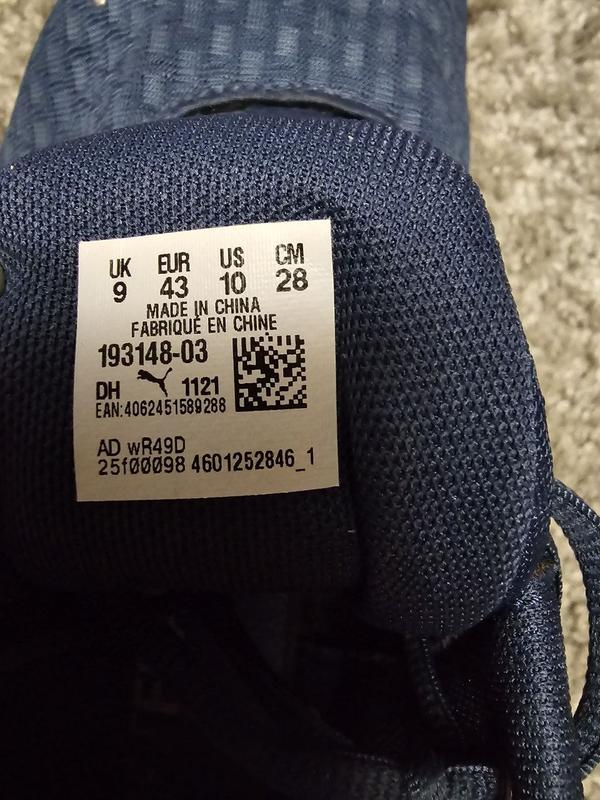 UK EUR US CM
9 43 10 28
MADE IN CHINA
FABRIQUÉ EN CHINE
193148-03
DH 1121
EAN:4062451589288
AD wR49D
25f00098 4601252846_1